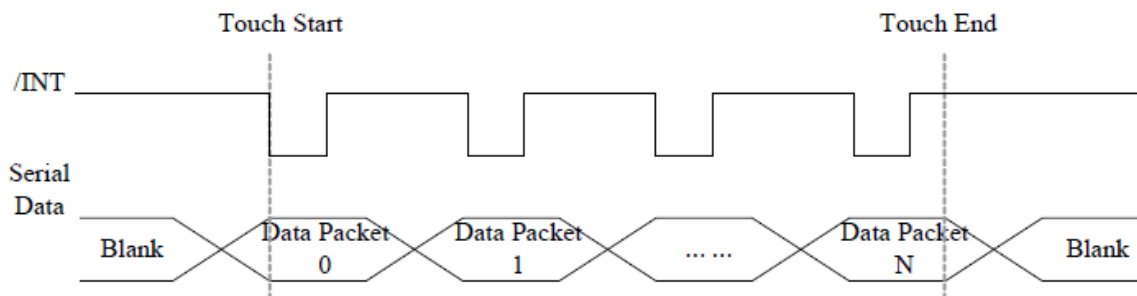 Touch Start
Touch End
/INT
Serial
Data
Blank
Data Packet
0
Data Packet
1
... ...
Data Packet
N
Blank